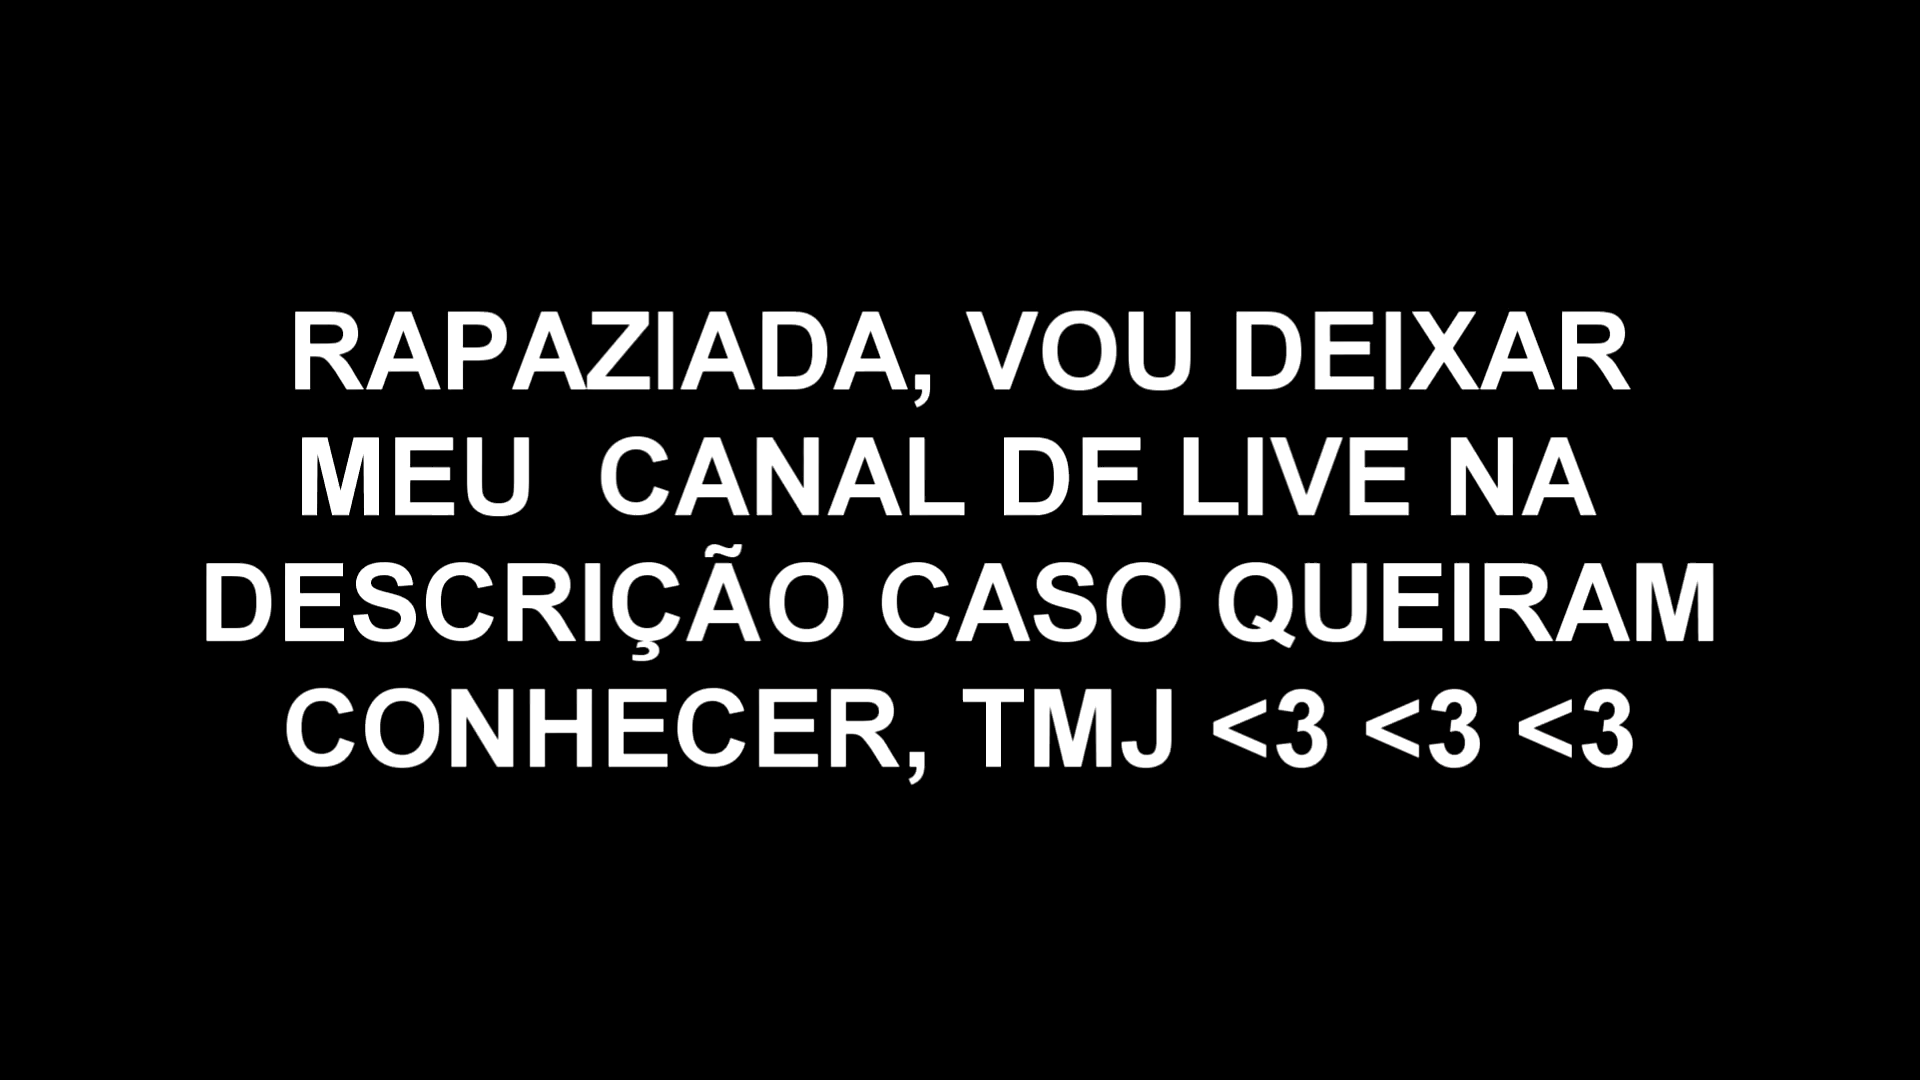 RAPAZIADA, VOU DEIXAR
MEU  CANAL DE LIVE NA
DESCRIÇÃO CASO QUEIRAM
CONHECER, TMJ <3 <3 <3